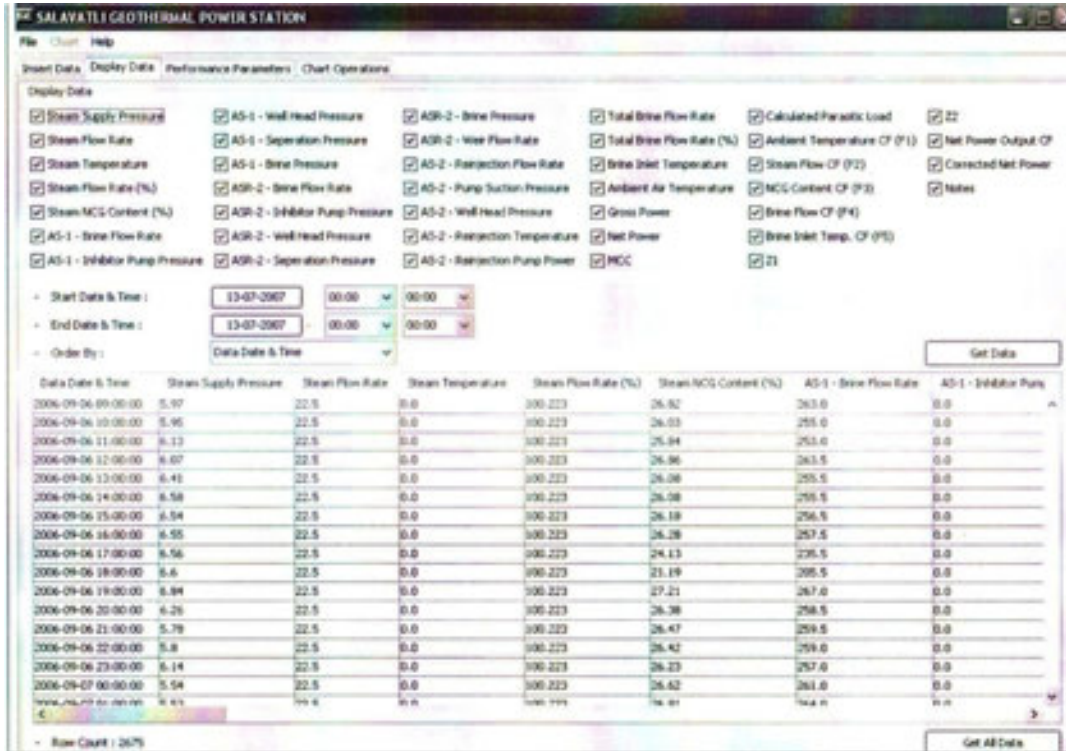 SALAVATLI GEOTHERMAL POWER STATION
File Chart Help
Insert Data Display Data Performance Parameters Chart Operations
Display Data
Steam Supply Pressure AS-1 - Well Head Pressure ASR-2 - Brine Pressure Total Brine Flow Rate Calculated Parasitic Load Z2
Steam Flow Rate AS-1 - Seperation Pressure ASR-2 - Weir Flow Rate Total Brine Flow Rate (%) Ambient Temperature CF (F1) Net Power Output CF
Steam Temperature AS-1 - Brine Pressure AS-2 - Reinjection Flow Rate Brine Inlet Temperature Steam Flow CF (F2) Corrected Net Power
Steam Flow Rate (%) ASR-2 - Brine Flow Rate AS-2 - Pump Suction Pressure Ambient Air Temperature NCG Content CF (F3) Notes
Steam NCG Content (%) ASR-2 - Inhibitor Pump Pressure AS-2 - Well Head Pressure Gross Power Brine Flow CF (F4)
AS-1 - Brine Flow Rate ASR-2 - Well Head Pressure AS-2 - Reinjection Temperature Net Power Brine Inlet Temp. CF (F5)
AS-1 - Inhibitor Pump Pressure ASR-2 - Seperation Pressure AS-2 - Reinjection Pump Power MCC Z1
- Start Date & Time : 13-07-2007 00:00 00:00
- End Date & Time : 13-07-2007 - 00:00 00:00
- Order By : Data Date & Time Get Data
Data Date & Time Steam Supply Pressure Steam Flow Rate Steam Temperature Steam Flow Rate (%) Steam NCG Content (%) AS-1 - Brine Flow Rate AS-1 - Inhibitor Pump
2006-09-06 09:00:00 5.97 22.5 0.0 100.223 26.82 263.0 0.0
2006-09-06 10:00:00 5.95 22.5 0.0 100.223 26.03 255.0 0.0
2006-09-06 11:00:00 6.13 22.5 0.0 100.223 25.84 253.0 0.0
2006-09-06 12:00:00 6.07 22.5 0.0 100.223 26.86 263.5 0.0
2006-09-06 13:00:00 6.41 22.5 0.0 100.223 26.08 255.5 0.0
2006-09-06 14:00:00 6.58 22.5 0.0 100.223 26.08 255.5 0.0
2006-09-06 15:00:00 6.54 22.5 0.0 100.223 26.18 256.5 0.0
2006-09-06 16:00:00 6.55 22.5 0.0 100.223 26.28 257.5 0.0
2006-09-06 17:00:00 6.56 22.5 0.0 100.223 24.13 235.5 0.0
2006-09-06 18:00:00 6.6 22.5 0.0 100.223 21.19 205.5 0.0
2006-09-06 19:00:00 6.84 22.5 0.0 100.223 27.21 267.0 0.0
2006-09-06 20:00:00 6.26 22.5 0.0 100.223 26.38 258.5 0.0
2006-09-06 21:00:00 5.79 22.5 0.0 100.223 26.47 259.5 0.0
2006-09-06 22:00:00 5.8 22.5 0.0 100.223 26.42 259.0 0.0
2006-09-06 23:00:00 6.14 22.5 0.0 100.223 26.23 257.0 0.0
2006-09-07 00:00:00 5.54 22.5 0.0 100.223 26.62 261.0 0.0
- Row Count : 2675 Get All Data